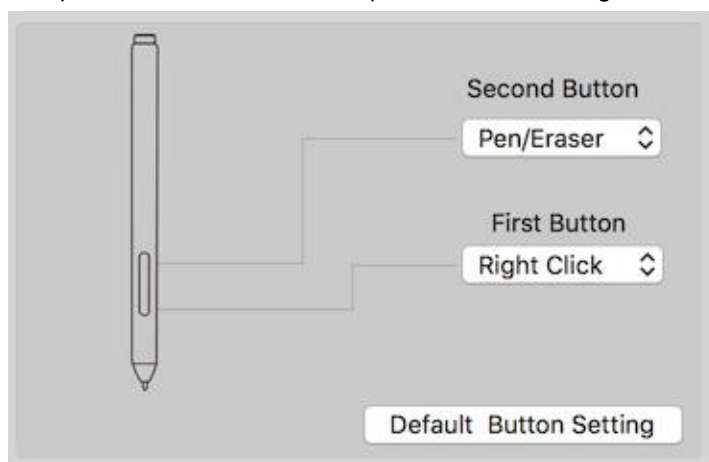 Second Button
Pen/Eraser
First Button
Right Click
Default Button Setting